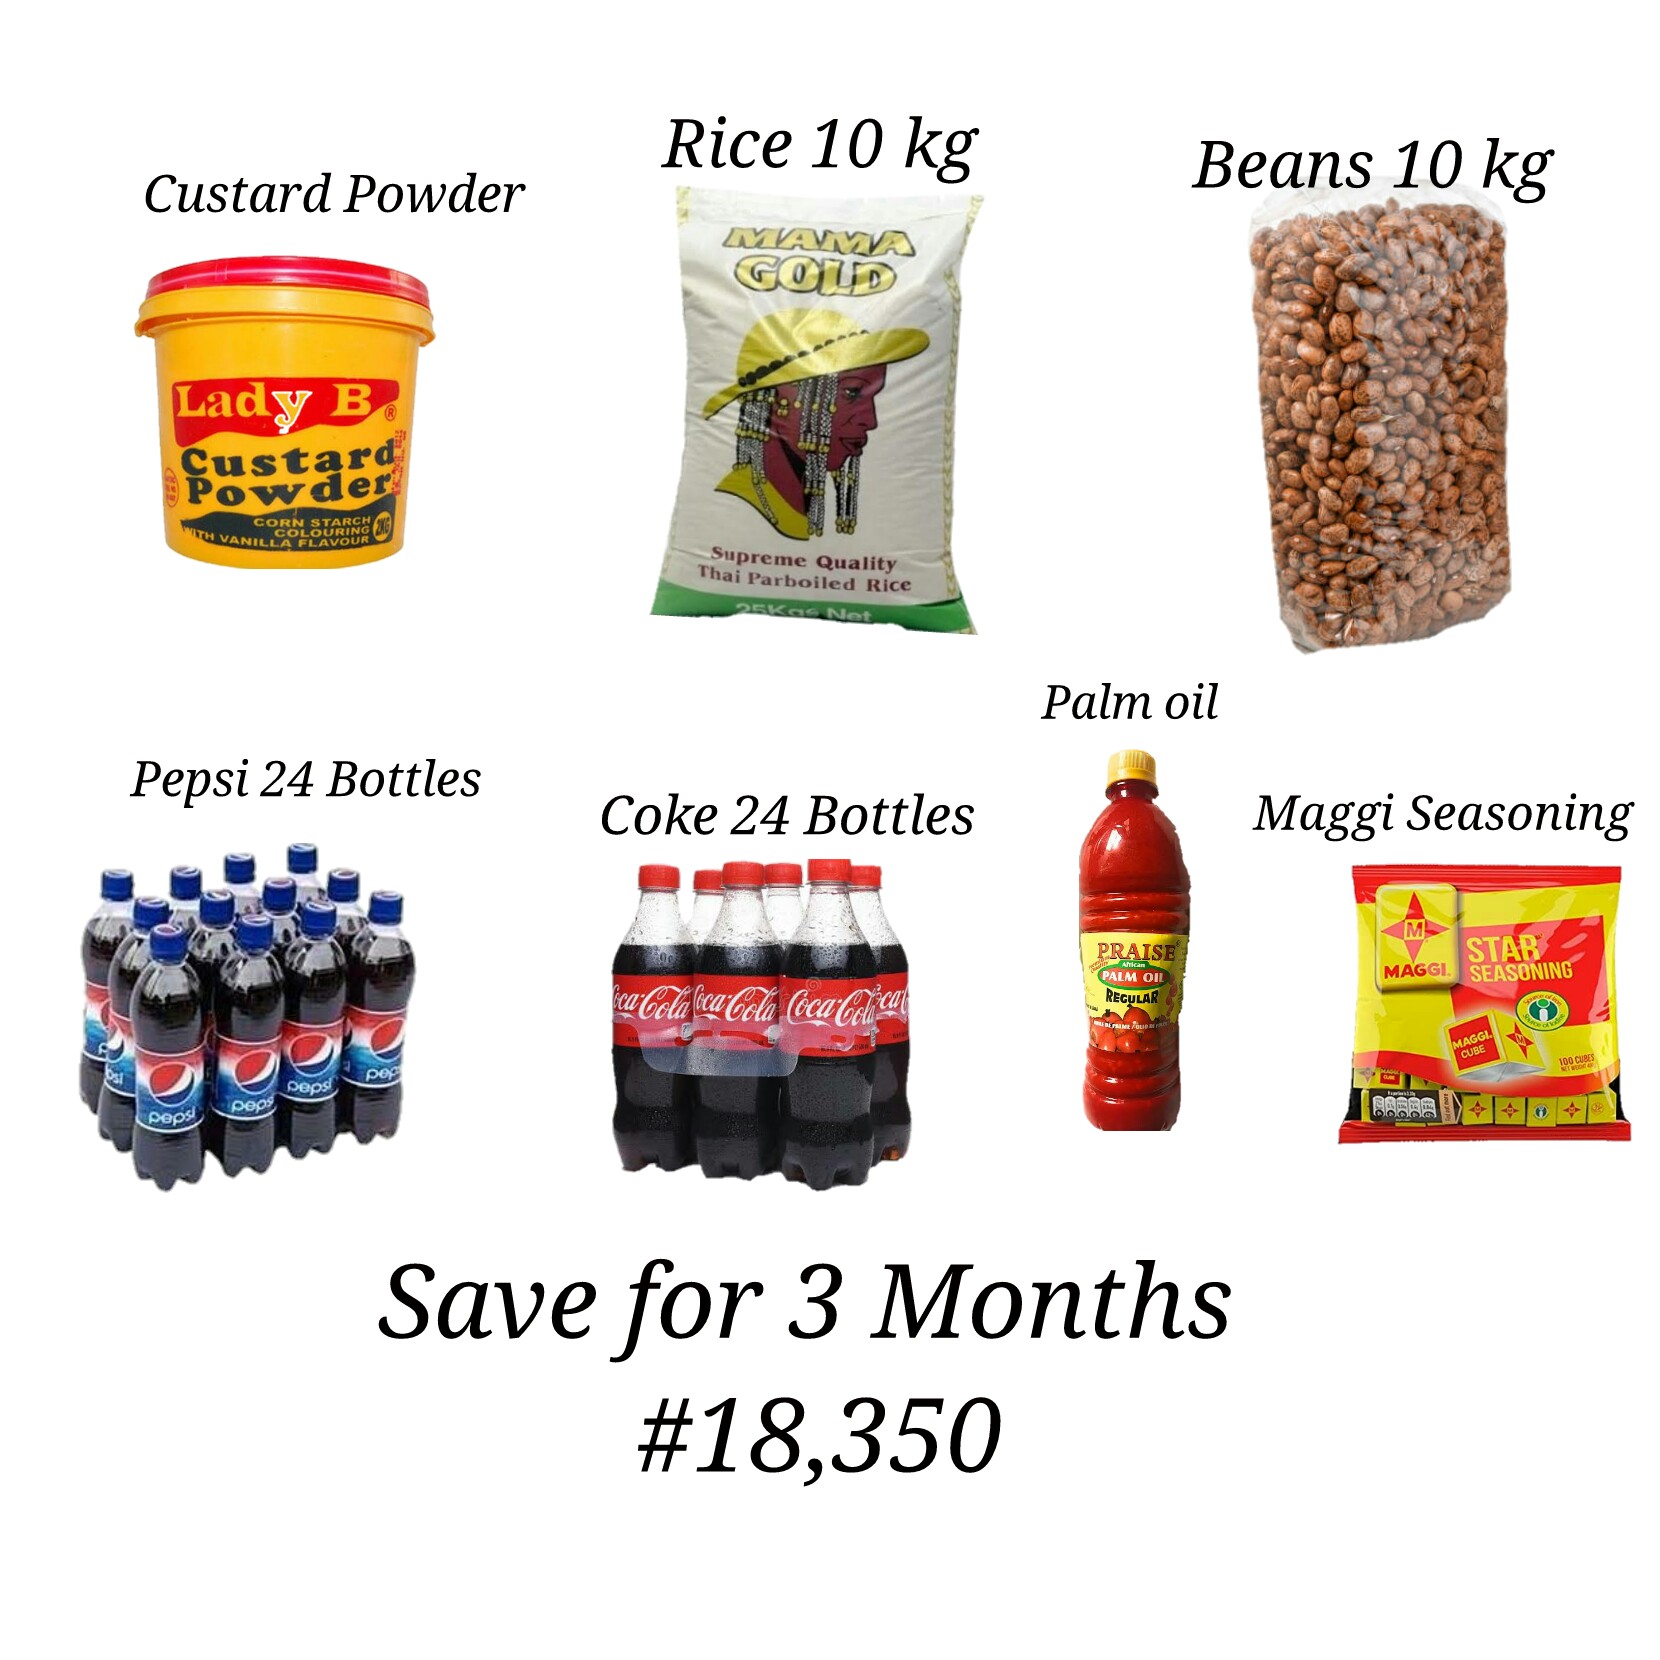 Custard Powder
Rice 10 kg
Beans 10 kg
Lady B ®
Custard
Powder
CORN STARCH
COLOURING
WITH VANILLA FLAVOUR
2KG
MAMA
GOLD
Supreme Quality
Thai Parboiled Rice
25Kgs Net
Pepsi 24 Bottles
Coke 24 Bottles
Palm oil
Maggi Seasoning
pepsi
pepsi
pepsi
pepsi
Coca-Cola
Coca-Cola
Coca-Cola
PRAISE
African
PALM OIL
REGULAR
M
MAGGI
STAR
SEASONING
MAGGI
CUBE
100 CUBES
Save for 3 Months
#18,350